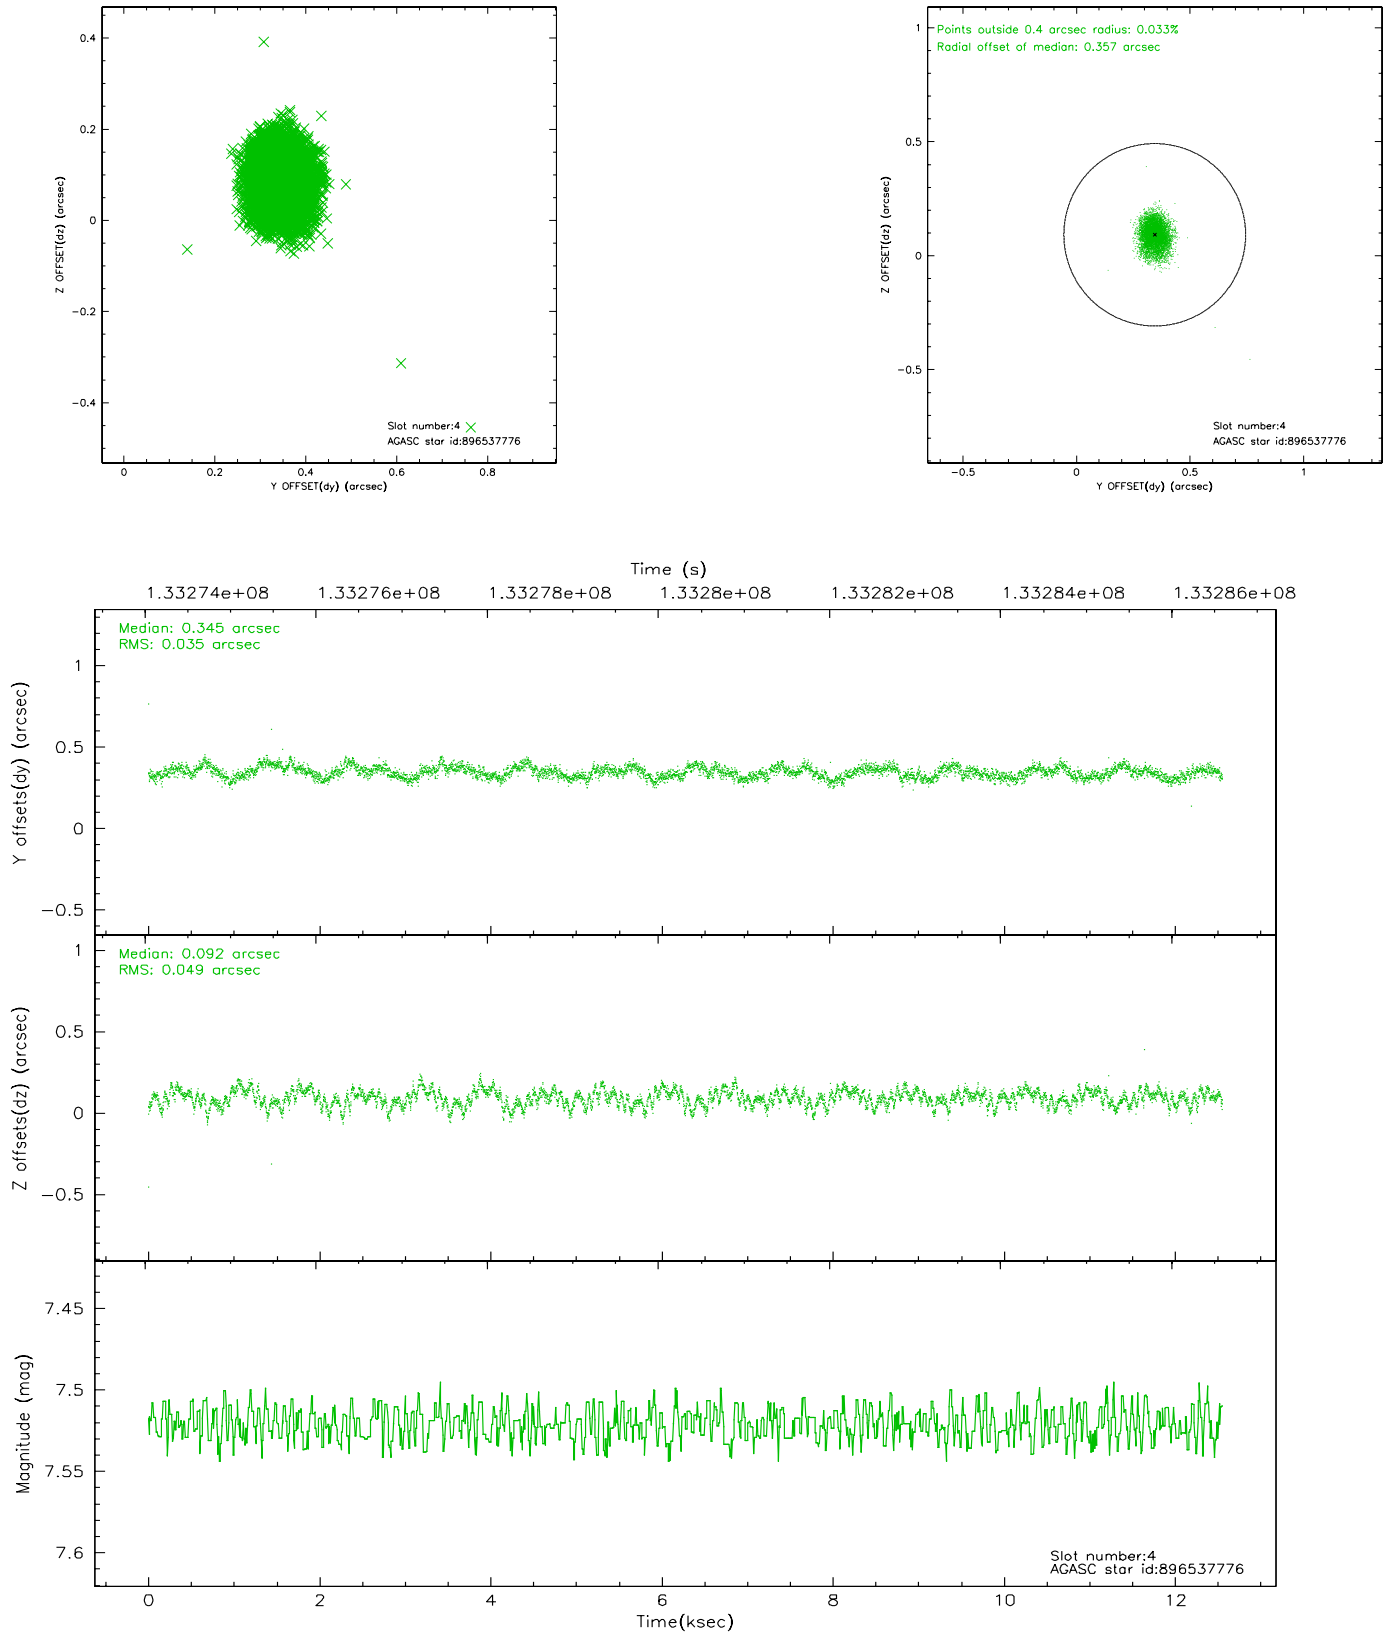 0.4
0.2
0
−0.2
−0.4
Z OFFSET(dz) (arcsec)
Slot number:4
AGASC star id:896537776
0 0.2 0.4 0.6 0.8
Y OFFSET(dy) (arcsec)
Points outside 0.4 arcsec radius: 0.033%
Radial offset of median: 0.357 arcsec
1
0.5
0
−0.5
Z OFFSET(dz) (arcsec)
Slot number:4
AGASC star id:896537776
−0.5 0 0.5 1
Y OFFSET(dy) (arcsec)
Time (s)
1.33274e+08 1.33276e+08 1.33278e+08 1.3328e+08 1.33282e+08 1.33284e+08 1.33286e+08
Median: 0.345 arcsec
RMS: 0.035 arcsec
1
0.5
0
−0.5
Y offsets(dy) (arcsec)
Median: 0.092 arcsec
RMS: 0.049 arcsec
1
0.5
0
−0.5
Z offsets(dz) (arcsec)
7.45
7.5
7.55
7.6
Magnitude (mag)
Slot number:4
AGASC star id:896537776
0 2 4 6 8 10 12
Time(ksec)